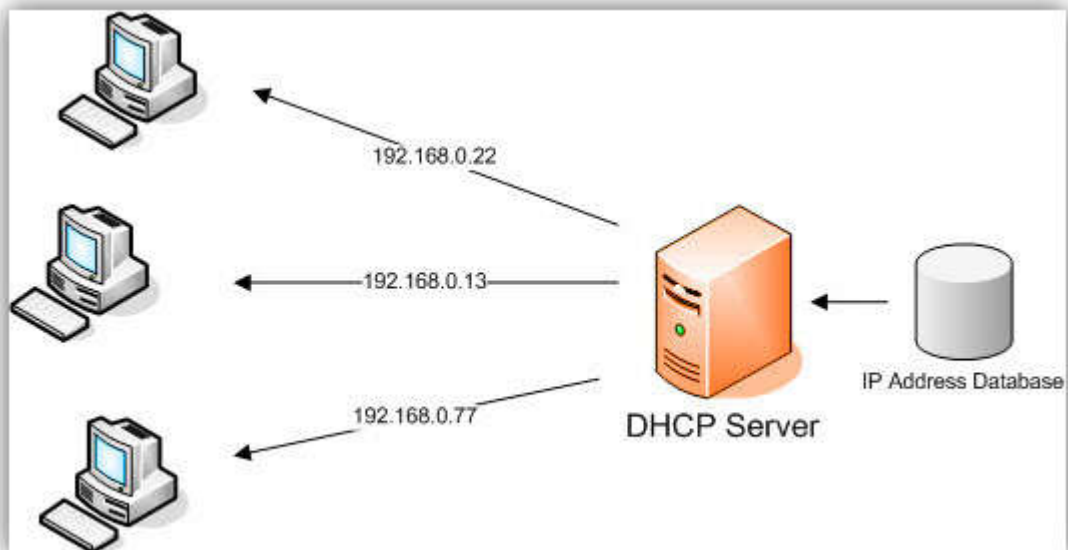 192.168.0.22
192.168.0.13
192.168.0.77
DHCP Server
IP Address Database